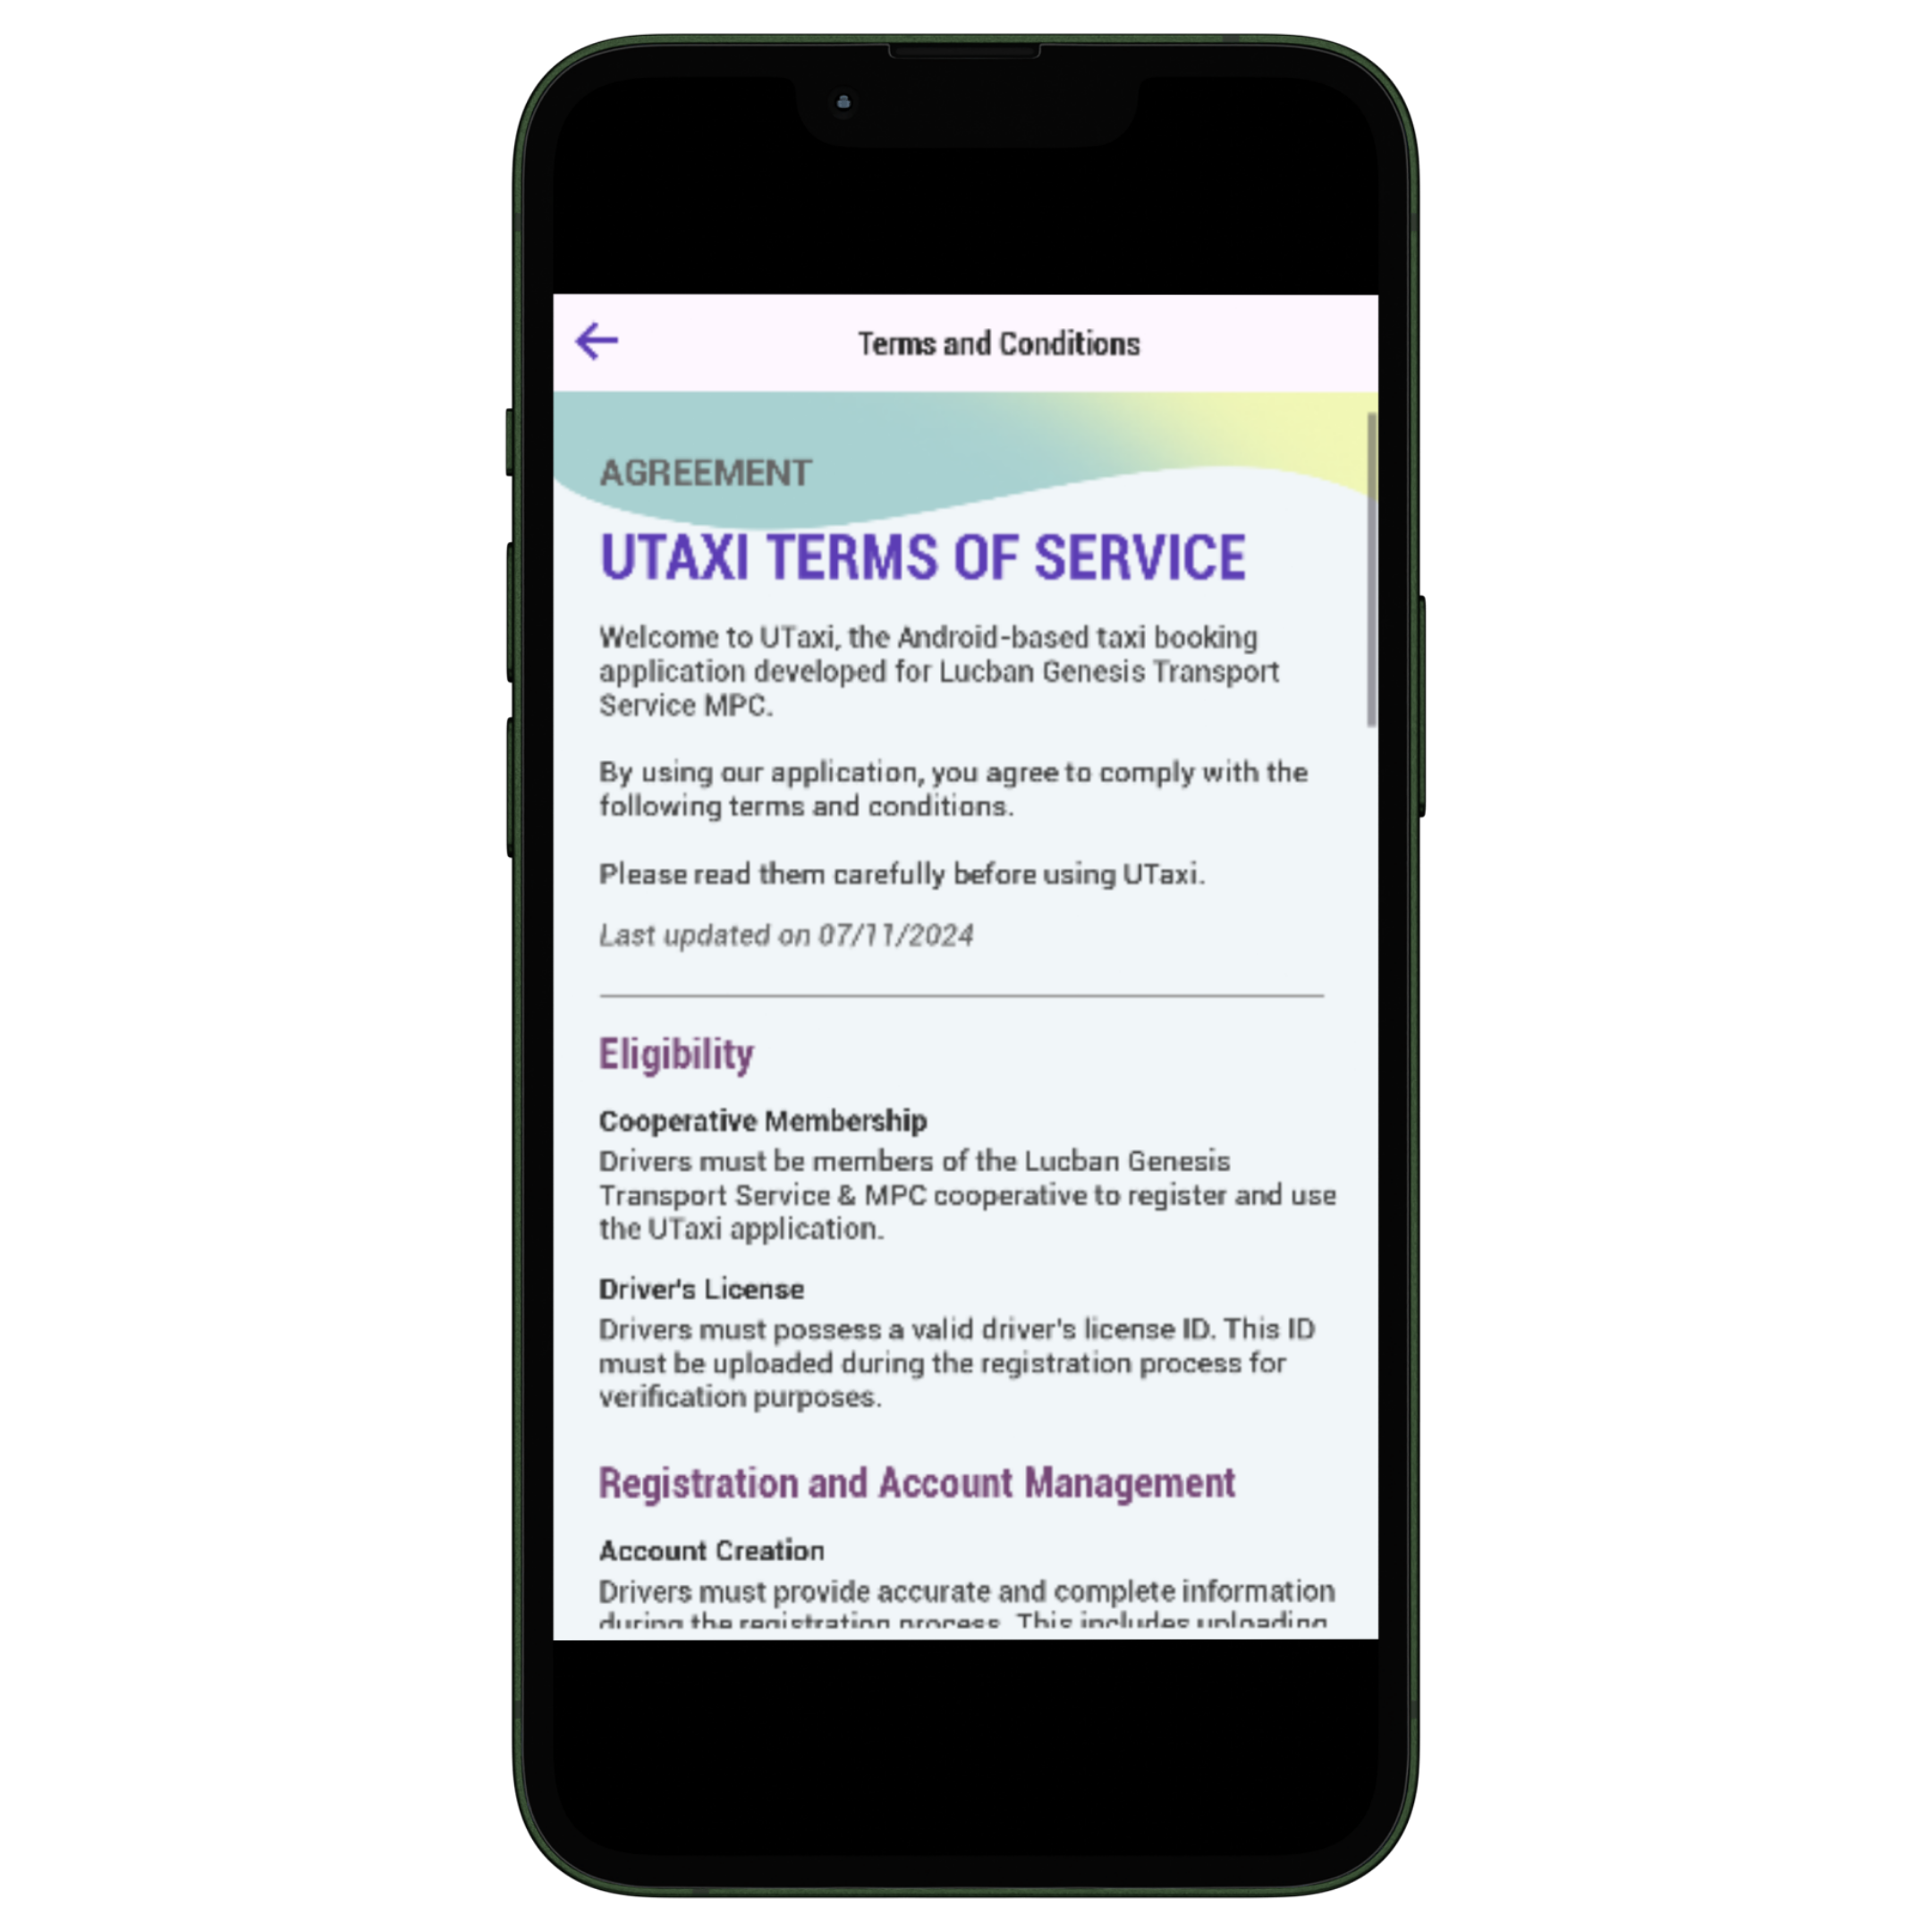 Terms and Conditions
AGREEMENT
UTAXI TERMS OF SERVICE
Welcome to UTaxi, the Android-based taxi booking
application developed for Lucban Genesis Transport
Service MPC.
By using our application, you agree to comply with the
following terms and conditions.
Please read them carefully before using UTaxi.
Last updated on 07/11/2024
Eligibility
Cooperative Membership
Drivers must be members of the Lucban Genesis
Transport Service & MPC cooperative to register and use
the UTaxi application.
Driver's License
Drivers must possess a valid driver's license ID. This ID
must be uploaded during the registration process for
verification purposes.
Registration and Account Management
Account Creation
Drivers must provide accurate and complete information
during the registration process. This includes uploading